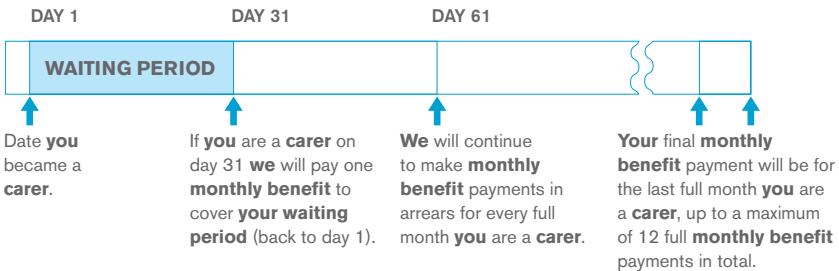 DAY 1
DAY 31
DAY 61
WAITING PERIOD
Date you
became a
carer.
If you are a carer on
day 31 we will pay one
monthly benefit to
cover your waiting
period (back to day 1).
We will continue
to make monthly
benefit payments in
arrears for every full
month you are a carer.
Your final monthly
benefit payment will be for
the last full month you are
a carer, up to a maximum
of 12 full monthly benefit
payments in total.